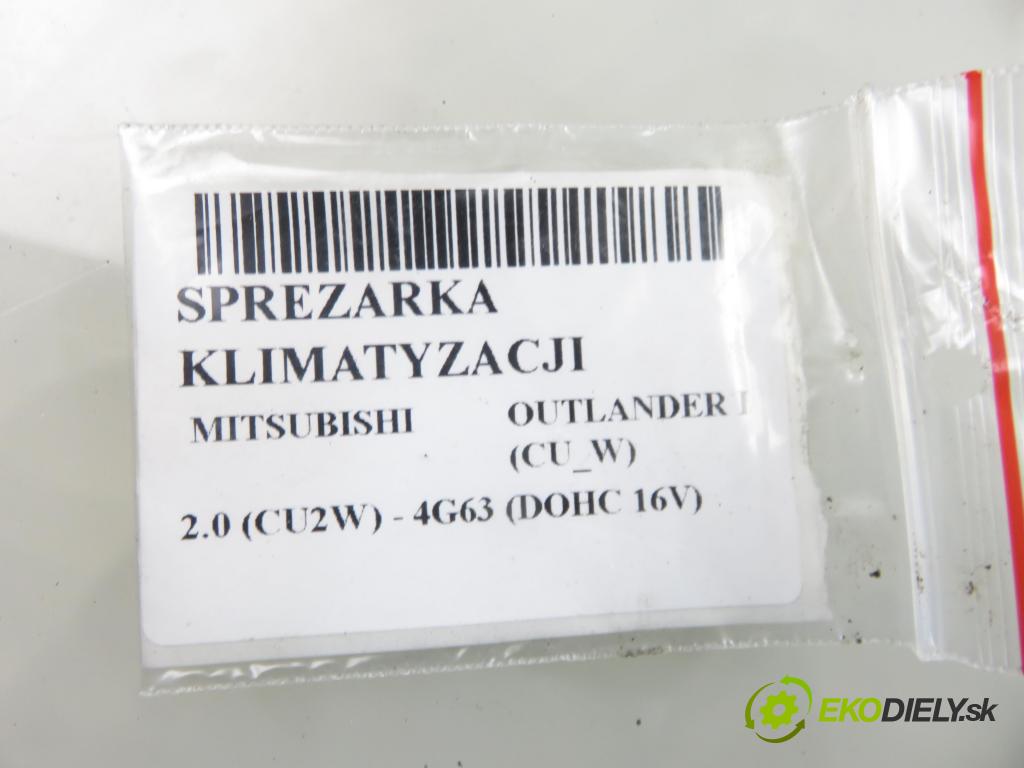 SPREZARKA
KLIMATYZACJI
MITSUBISHI OUTLANDER I
(CU_W)
2.0 (CU2W) - 4G63 (DOHC 16V)
EKODIELY.sk